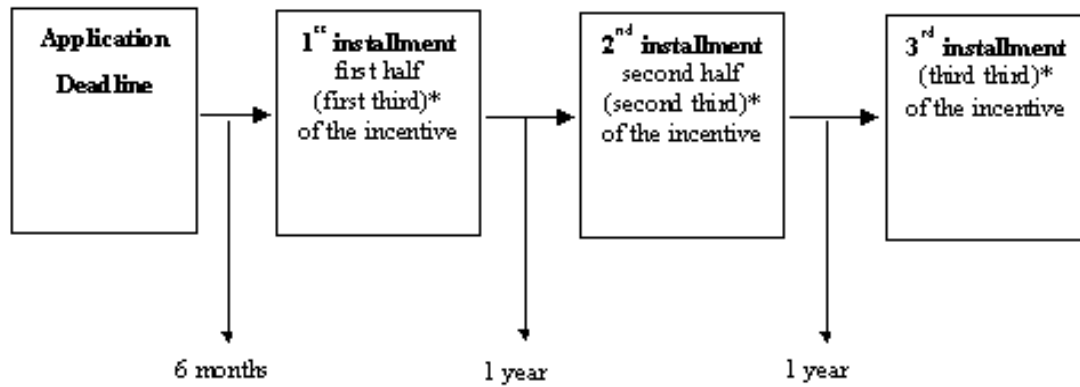 Application
Deadline
1st installment
first half
(first third)*
of the incentive
2nd installment
second half
(second third)*
of the incentive
3rd installment
(third third)*
of the incentive
6 months
1 year
1 year